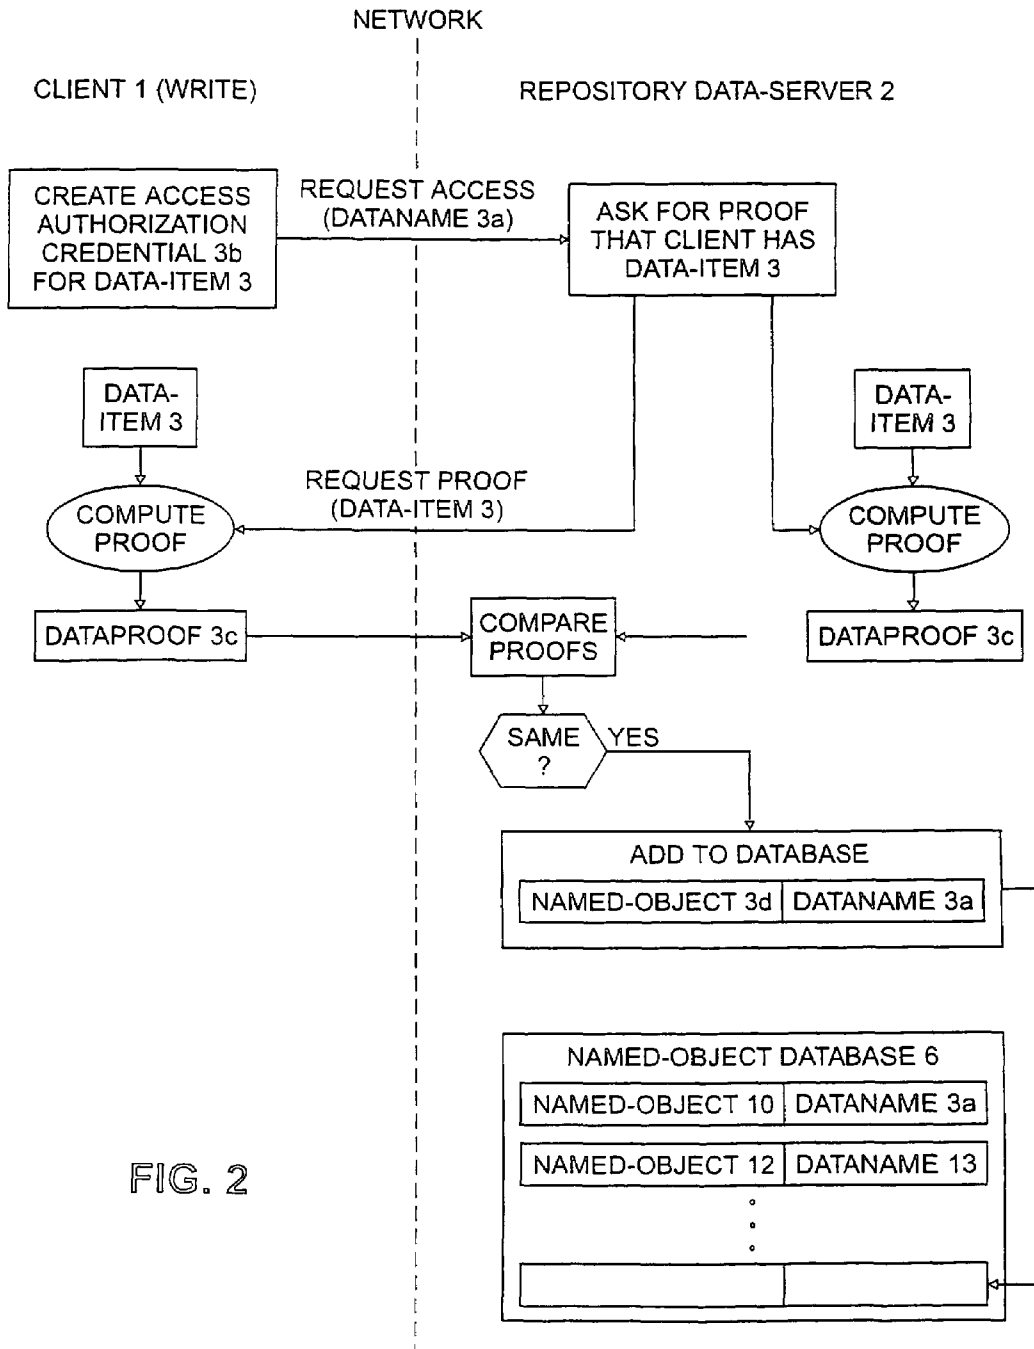 NETWORK
CLIENT 1 (WRITE)
REPOSITORY DATA-SERVER 2
CREATE ACCESS
AUTHORIZATION
CREDENTIAL 3b
FOR DATA-ITEM 3
REQUEST ACCESS
(DATANAME 3a)
ASK FOR PROOF
THAT CLIENT HAS
DATA-ITEM 3
DATA-
ITEM 3
DATA-
ITEM 3
REQUEST PROOF
(DATA-ITEM 3)
COMPUTE
PROOF
COMPUTE
PROOF
DATAPROOF 3c
COMPARE
PROOFS
DATAPROOF 3c
SAME
?
YES
ADD TO DATABASE
NAMED-OBJECT 3d
DATANAME 3a
NAMED-OBJECT DATABASE 6
NAMED-OBJECT 10
DATANAME 3a
NAMED-OBJECT 12
DATANAME 13
FIG. 2